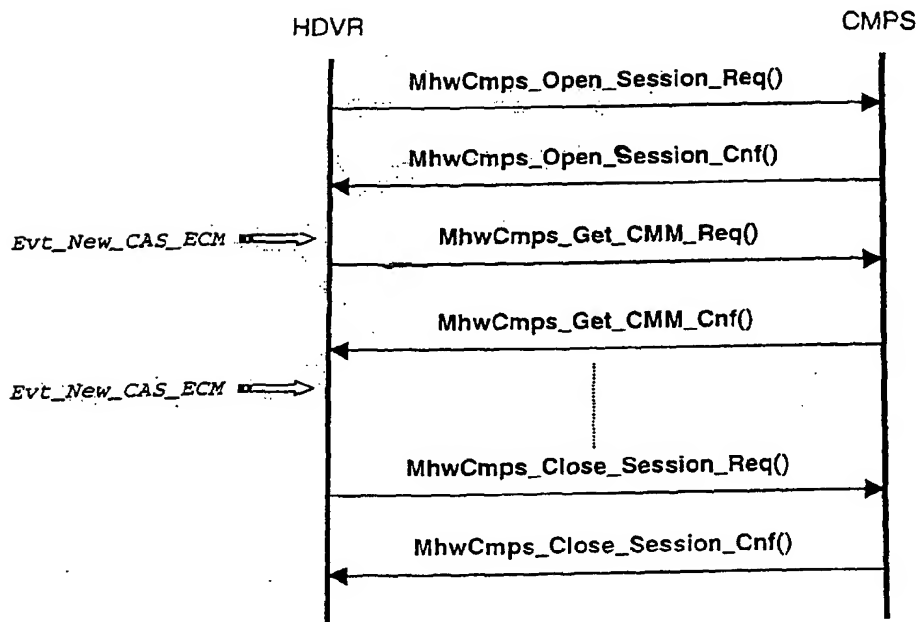 HDVR
CMPS
MhwCmps_Open_Session_Req()
MhwCmps_Open_Session_Cnf()
Evt_New_CAS_ECM
MhwCmps_Get_CMM_Req()
MhwCmps_Get_CMM_Cnf()
Evt_New_CAS_ECM
MhwCmps_Close_Session_Req()
MhwCmps_Close_Session_Cnf()